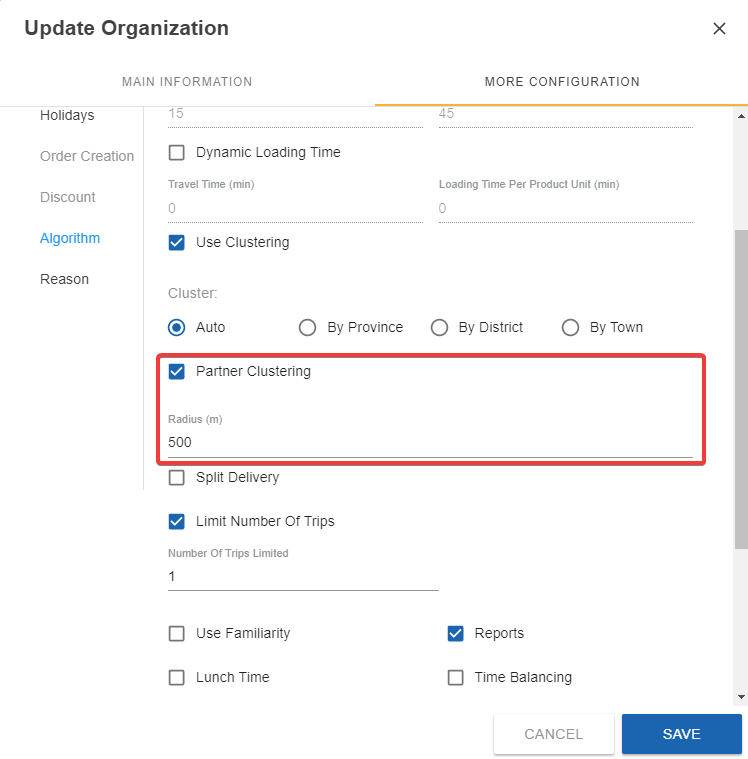 Update Organization
MAIN INFORMATION
MORE CONFIGURATION
Holidays
Order Creation
Discount
Algorithm
Reason
15
45
Dynamic Loading Time
Travel Time (min)
Loading Time Per Product Unit (min)
0
0
Use Clustering
Cluster:
Auto
By Province
By District
By Town
Partner Clustering
Radius (m)
500
Split Delivery
Limit Number Of Trips
Number Of Trips Limited
1
Use Familiarity
Reports
Lunch Time
Time Balancing
CANCEL
SAVE